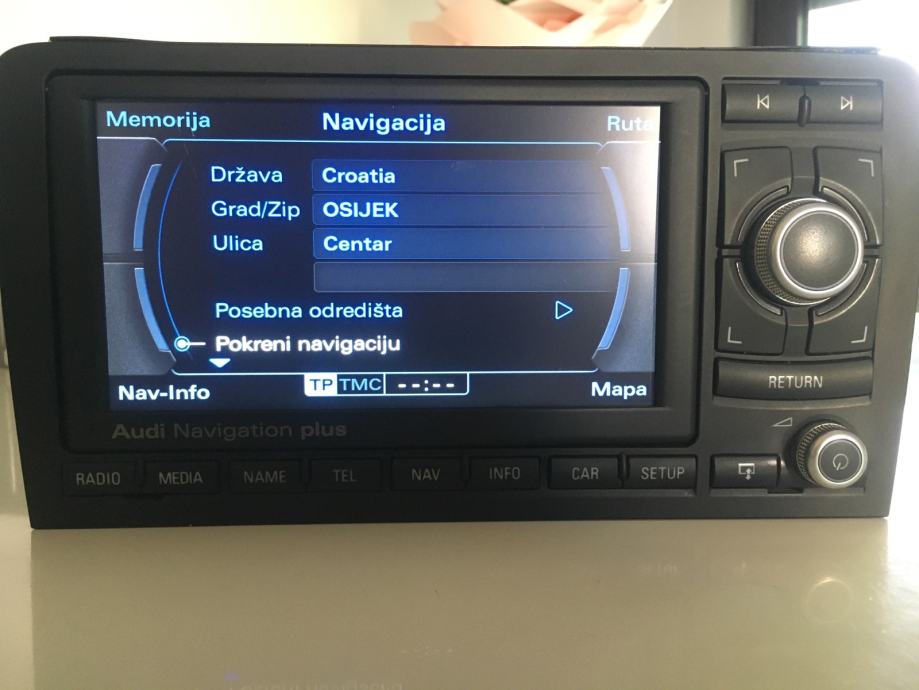 Memorija Navigacija Ruta
Država Croatia
Grad/Zip OSIJEK
Ulica Centar
Posebna odredišta
Pokreni navigaciju
Nav-Info TP TMC --:-- Mapa
RETURN
Audi Navigation plus
RADIO MEDIA NAME TEL NAV INFO CAR SETUP